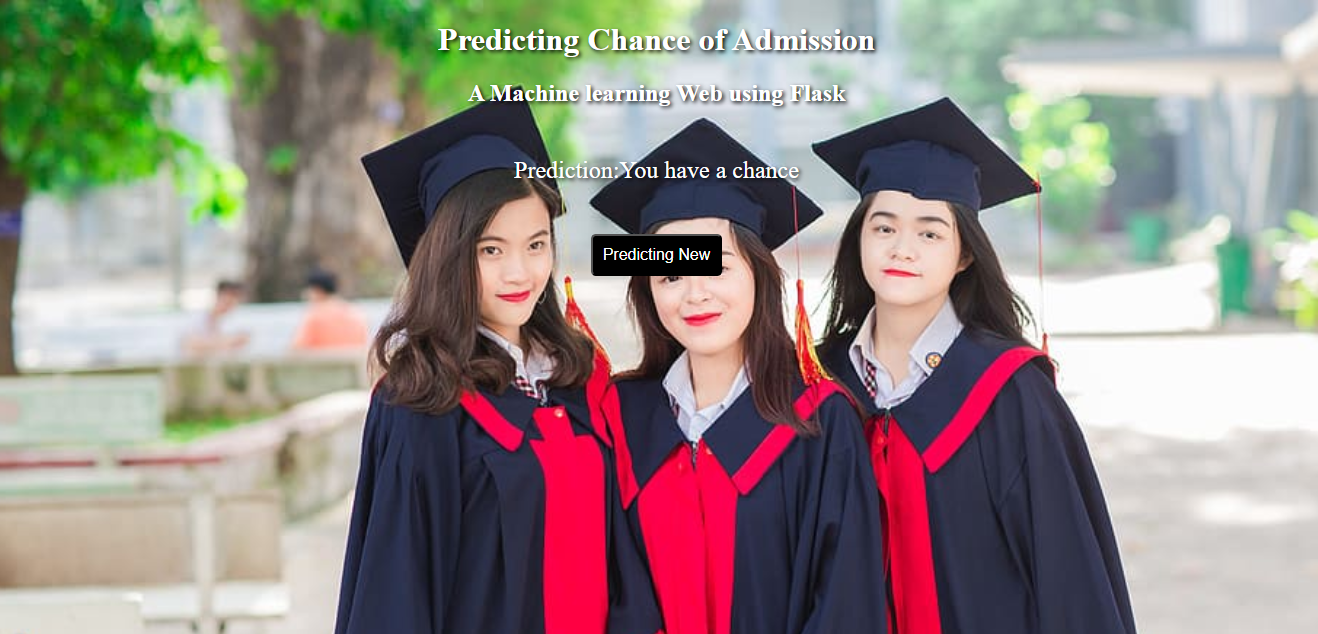 Predicting Chance of Admission
A Machine learning Web using Flask
Prediction:You have a chance
Predicting New